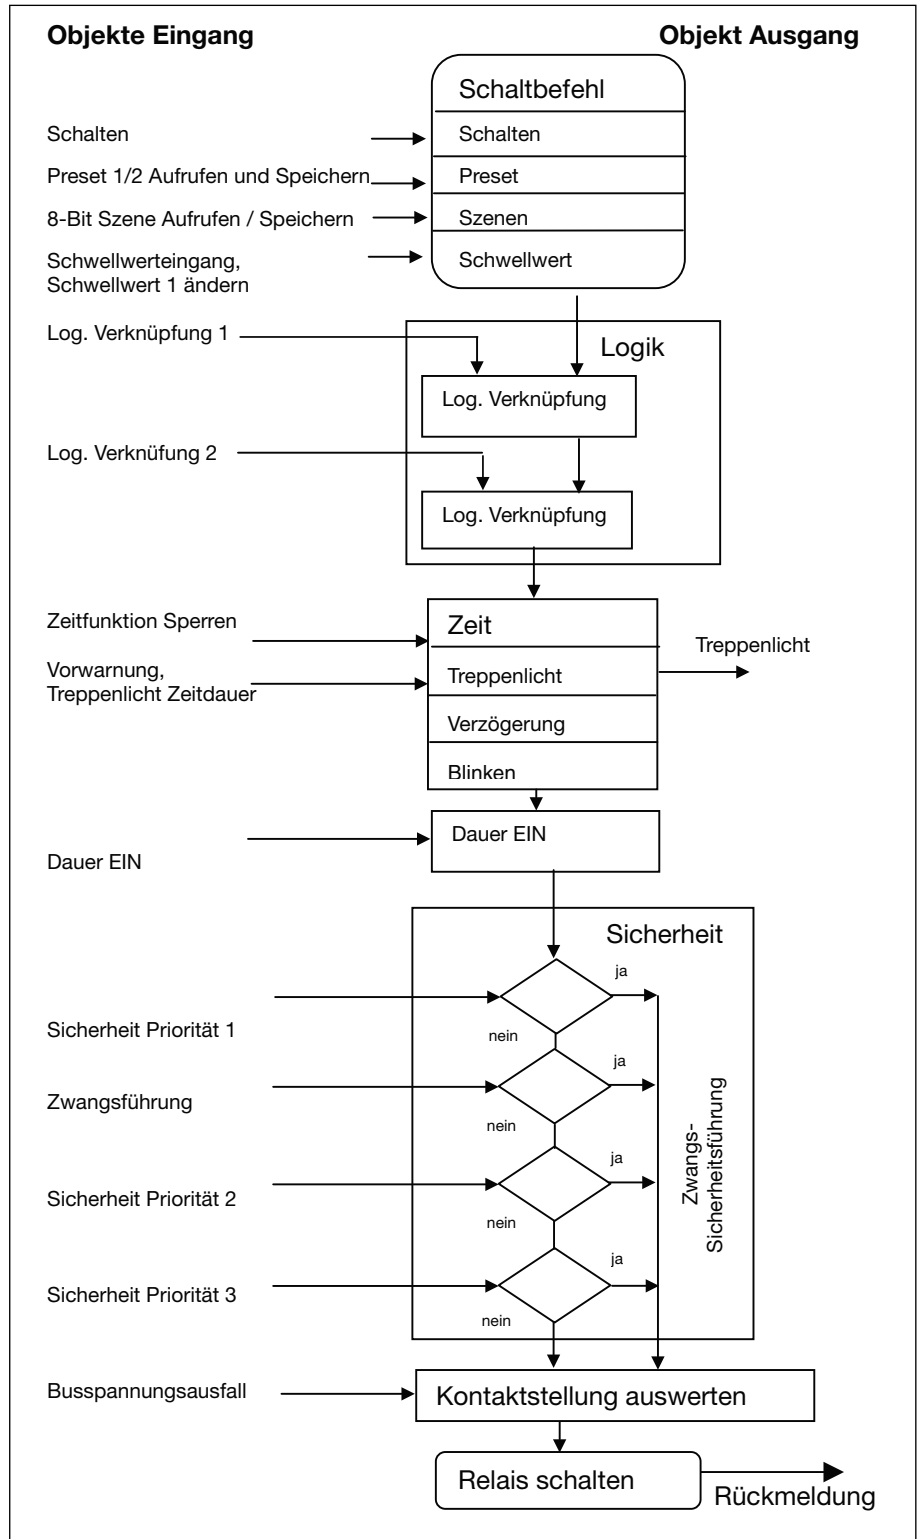 Objekte Eingang
Objekt Ausgang
Schaltbefehl
Schalten
Schalten
Preset 1/2 Aufrufen und Speichern
Preset
8-Bit Szene Aufrufen / Speichern
Szenen
Schwellwerteingang,
Schwellwert 1 ändern
Schwellwert
Log. Verknüpfung 1
Logik
Log. Verknüpfung
Log. Verknüfung 2
Log. Verknüpfung
Zeitfunktion Sperren
Zeit
Treppenlicht
Vorwarnung,
Treppenlicht Zeitdauer
Treppenlicht
Verzögerung
Blinken
Dauer EIN
Dauer EIN
Sicherheit
ja
Sicherheit Priorität 1
nein
ja
Zwangsführung
nein
Zwangs-
Sicherheitsführung
ja
Sicherheit Priorität 2
nein
ja
Sicherheit Priorität 3
nein
Busspannungsausfall
Kontaktstellung auswerten
Relais schalten
Rückmeldung